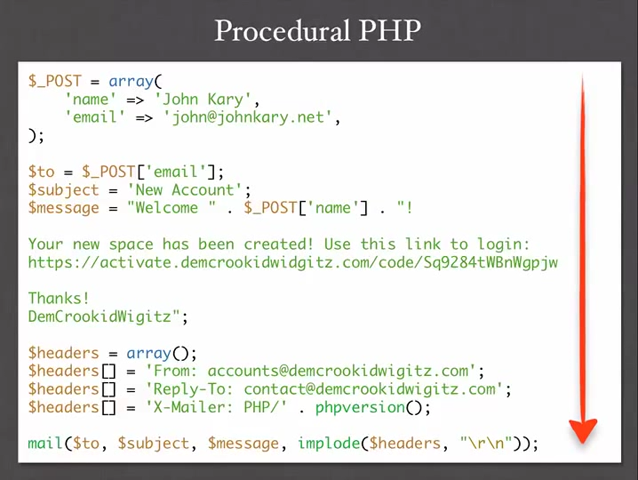 Procedural PHP
$_POST = array(
'name' => 'John Kary',
'email' => 'john@johnkary.net',
);
$to = $_POST['email'];
$subject = 'New Account';
$message = "Welcome " . $_POST['name'] . "!
Your new space has been created! Use this link to login:
https://activate.demcrookidwidgitz.com/code/Sq9284tWBnWgpjw
Thanks!
DemCrookidWigitz";
$headers = array();
$headers[] = 'From: accounts@demcrookidwigitz.com';
$headers[] = 'Reply-To: contact@demcrookidwigitz.com';
$headers[] = 'X-Mailer: PHP/' . phpversion();
mail($to, $subject, $message, implode($headers, "\r\n"));